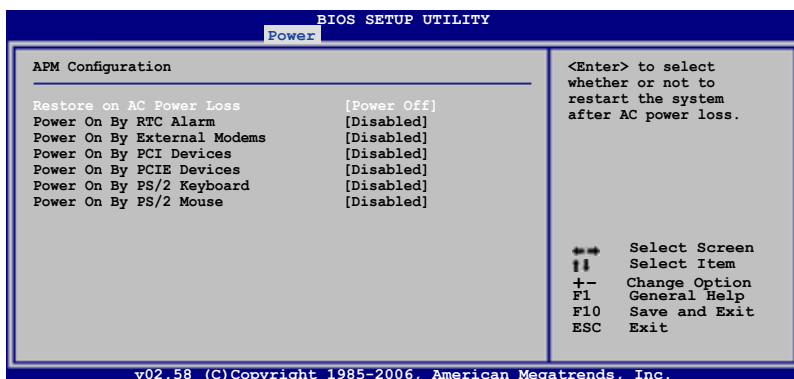 BIOS SETUP UTILITY
Power
APM Configuration
Restore on AC Power Loss [Power Off]
Power On By RTC Alarm [Disabled]
Power On By External Modems [Disabled]
Power On By PCI Devices [Disabled]
Power On By PCIE Devices [Disabled]
Power On By PS/2 Keyboard [Disabled]
Power On By PS/2 Mouse [Disabled]
<Enter> to select
whether or not to
restart the system
after AC power loss.
←→ Select Screen
↑↓ Select Item
+- Change Option
F1 General Help
F10 Save and Exit
ESC Exit
v02.58 (C)Copyright 1985-2006, American Megatrends, Inc.